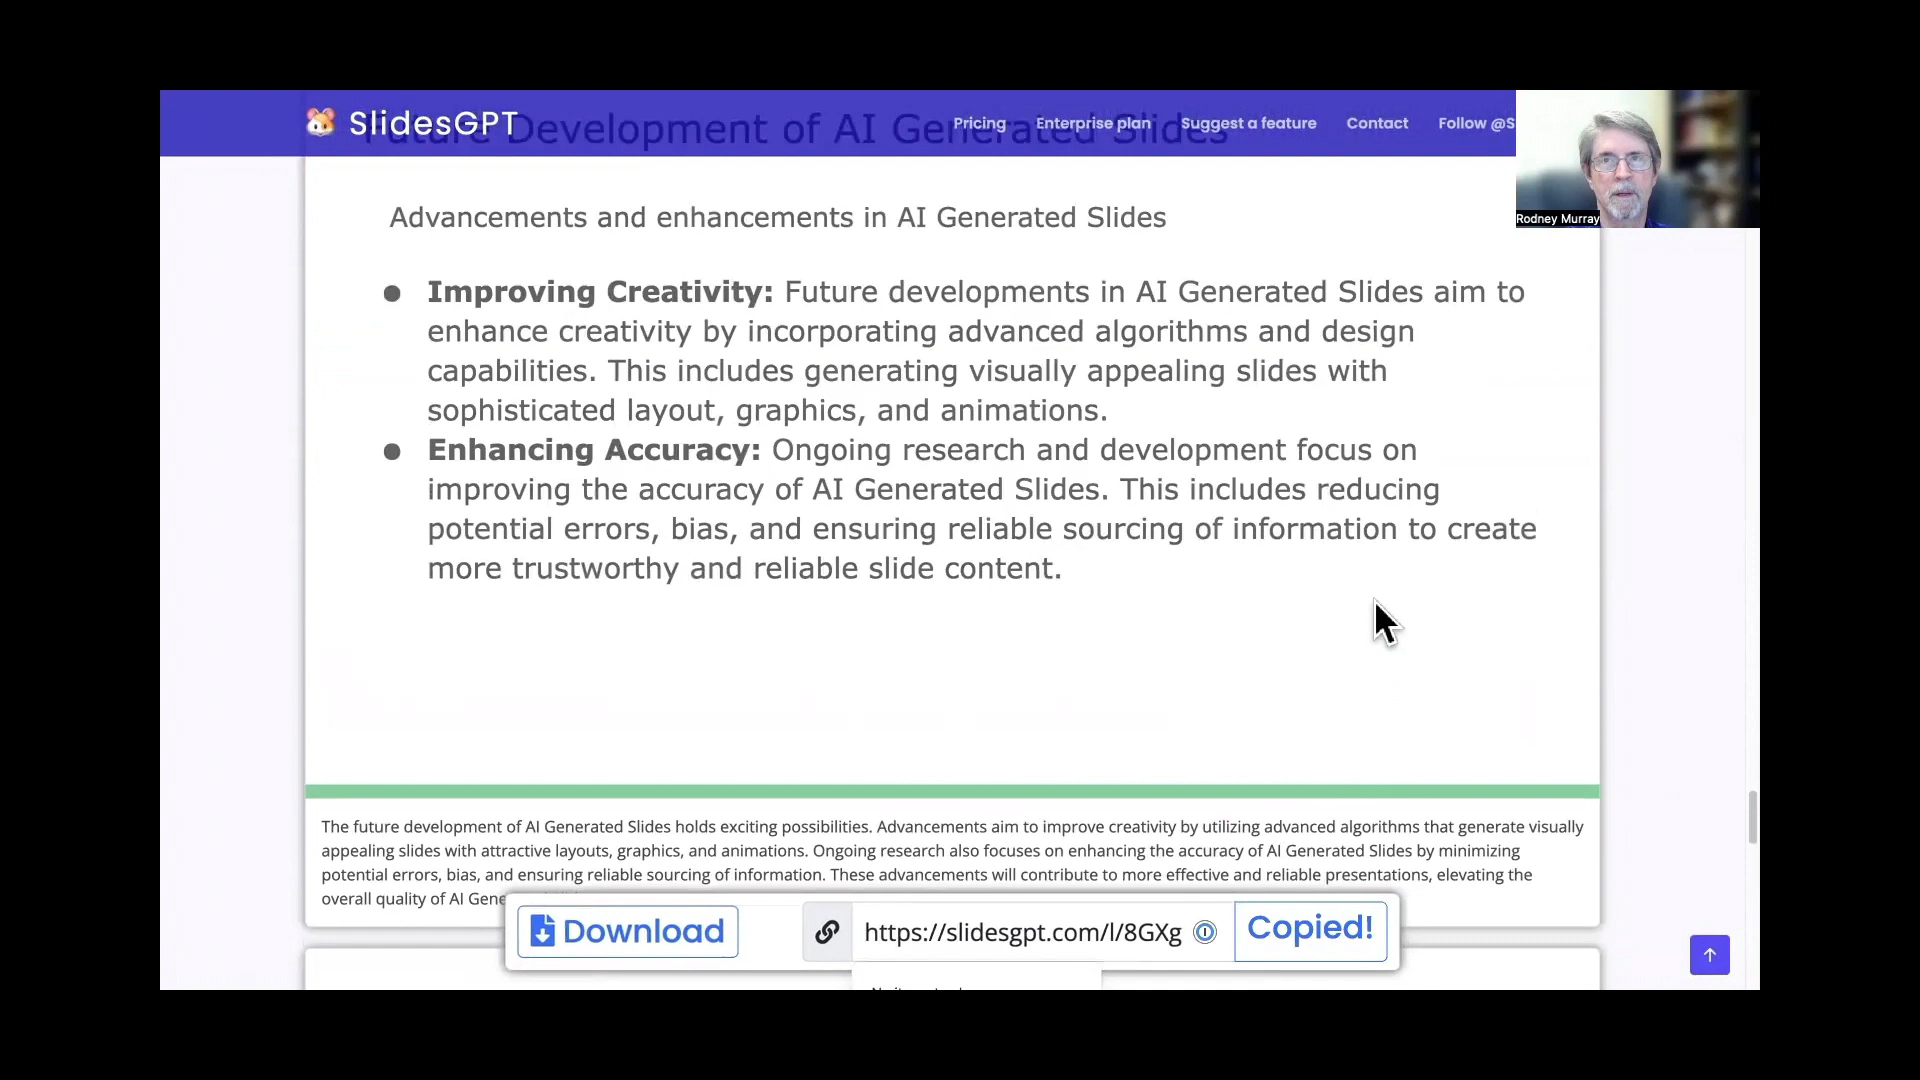 SlidesGPT
Future Development of AI Generated Slides
Pricing
Enterprise plan
Suggest a feature
Contact
Follow @S
Rodney Murray
Advancements and enhancements in AI Generated Slides
● Improving Creativity: Future developments in AI Generated Slides aim to
enhance creativity by incorporating advanced algorithms and design
capabilities. This includes generating visually appealing slides with
sophisticated layout, graphics, and animations.
● Enhancing Accuracy: Ongoing research and development focus on
improving the accuracy of AI Generated Slides. This includes reducing
potential errors, bias, and ensuring reliable sourcing of information to create
more trustworthy and reliable slide content.
The future development of AI Generated Slides holds exciting possibilities. Advancements aim to improve creativity by utilizing advanced algorithms that generate visually
appealing slides with attractive layouts, graphics, and animations. Ongoing research also focuses on enhancing the accuracy of AI Generated Slides by minimizing
potential errors, bias, and ensuring reliable sourcing of information. These advancements will contribute to more effective and reliable presentations, elevating the
overall quality of AI Gene
Download
https://slidesgpt.com/l/8GXg
Copied!